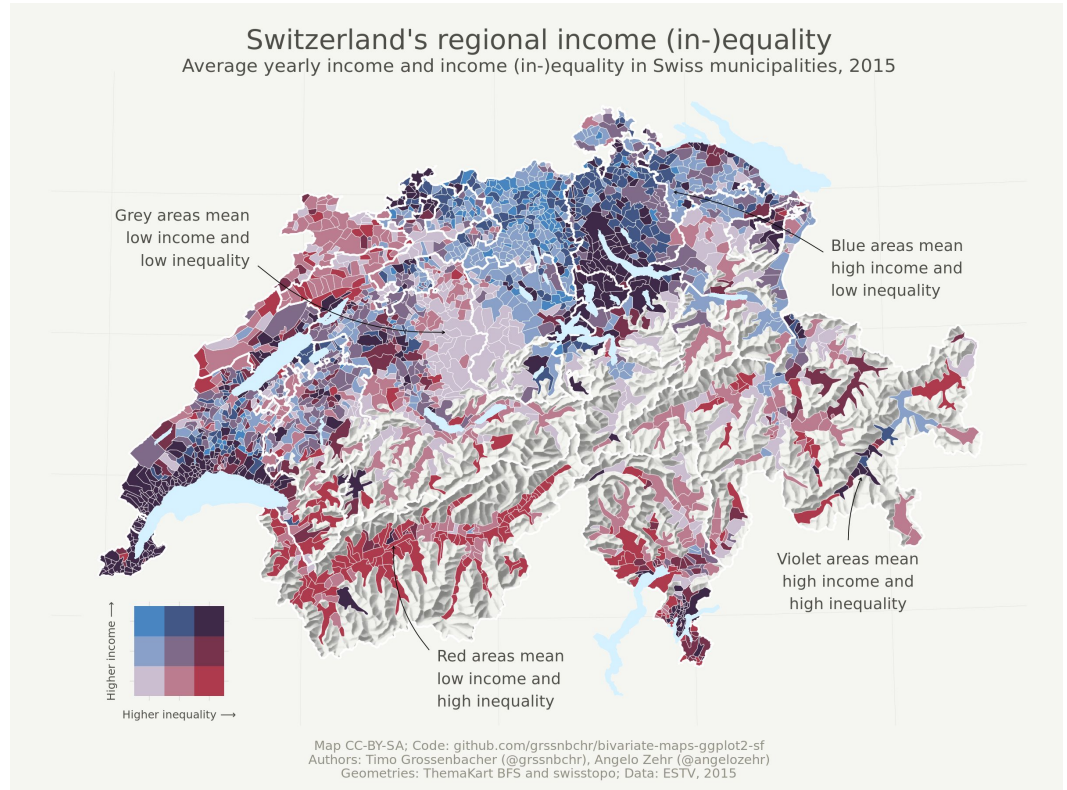 Switzerland's regional income (in-)equality
Average yearly income and income (in-)equality in Swiss municipalities, 2015
Grey areas mean
low income and
low inequality
Blue areas mean
high income and
low inequality
Violet areas mean
high income and
high inequality
Red areas mean
low income and
high inequality
Higher income ⟶
Higher inequality ⟶
Map CC-BY-SA; Code: github.com/grssnbchr/bivariate-maps-ggplot2-sf
Authors: Timo Grossenbacher (@grssnbchr), Angelo Zehr (@angelozehr)
Geometries: ThemaKart BFS and swisstopo; Data: ESTV, 2015